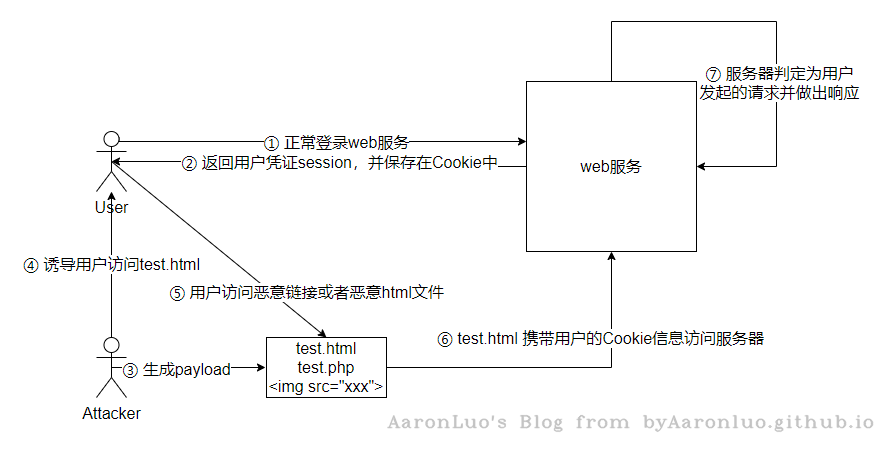 ⑦ 服务器判定为用户
发起的请求并做出响应
① 正常登录web服务
② 返回用户凭证session，并保存在Cookie中
web服务
User
④ 诱导用户访问test.html
⑤ 用户访问恶意链接或者恶意html文件
⑥ test.html 携带用户的Cookie信息访问服务器
test.html
test.php
<img src="xxx">
③ 生成payload
Attacker
AaronLuo's Blog from byAaronluo.github.io